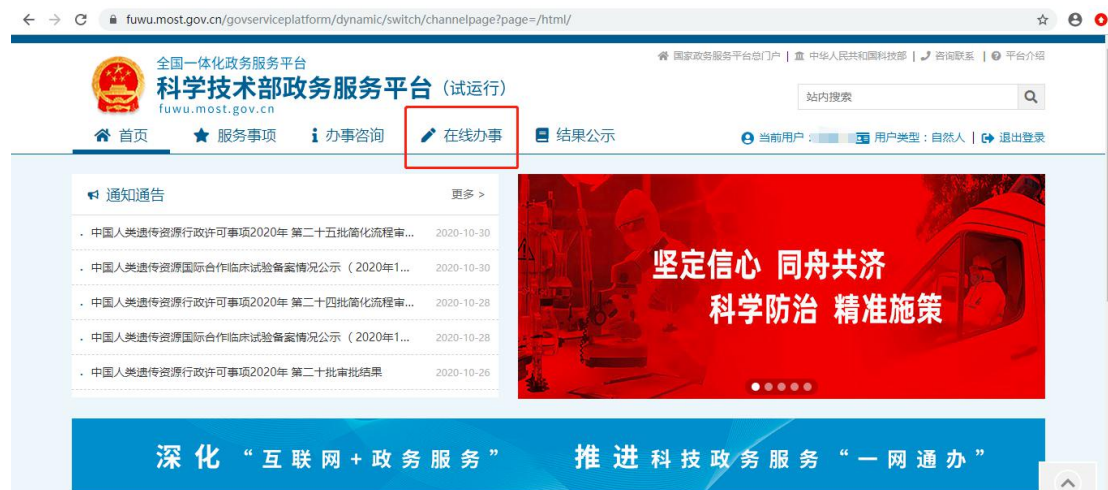 fuwu.most.gov.cn/govserviceplatform/dynamic/switch/channelpage?page=/html/
国家政务服务平台总门户 | 中华人民共和国科技部 | 咨询联系 | 平台介绍
全国一体化政务服务平台
科学技术部政务服务平台（试运行）
fuwu.most.gov.cn
站内搜索
首页 服务事项 办事咨询 在线办事 结果公示
当前用户： 用户类型：自然人 | 退出登录
通知通告 更多 >
中国人类遗传资源行政许可事项2020年 第二十五批简化流程审... 2020-10-30
中国人类遗传资源国际合作临床试验备案情况公示（2020年1... 2020-10-30
中国人类遗传资源行政许可事项2020年 第二十四批简化流程审... 2020-10-28
中国人类遗传资源国际合作临床试验备案情况公示（2020年1... 2020-10-28
中国人类遗传资源行政许可事项2020年 第二十批审批结果 2020-10-26
坚定信心 同舟共济
科学防治 精准施策
深化“互联网+政务服务” 推进科技政务服务“一网通办”